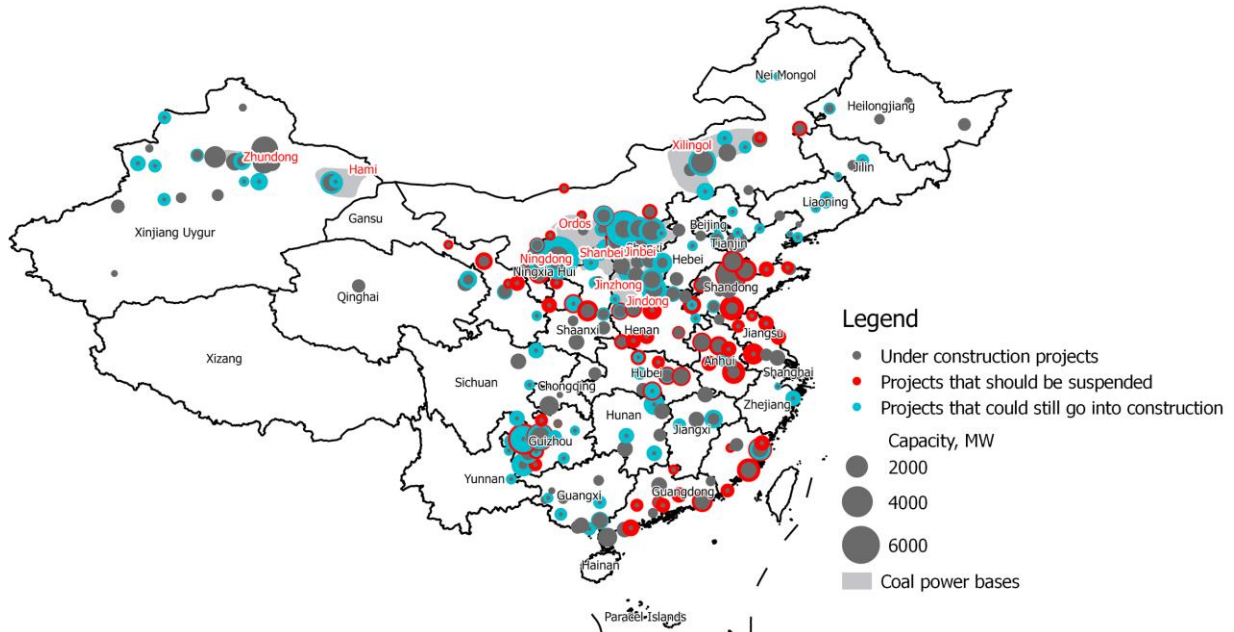 Nei Mongol
Heilongjiang
Zhundong
Xilingol
Hami
Jilin
Liaoning
Gansu
Ordos
Beijing
Xinjiang Uygur
Tianjin
Shanbei
Jinbei
Hebei
Ningdong
Ningxia Hui
Jinzhong
Shandong
Qinghai
Jindong
Shaanxi
Henan
Jiangsu
Xizang
Anhui
Hubei
Shanghai
Sichuan
Chongqing
Zhejiang
Hunan
Jiangxi
Guizhou
Yunnan
Guangxi
Guangdong
Hainan
Paracel Islands
Legend
Under construction projects
Projects that should be suspended
Projects that could still go into construction
Capacity, MW
2000
4000
6000
Coal power bases